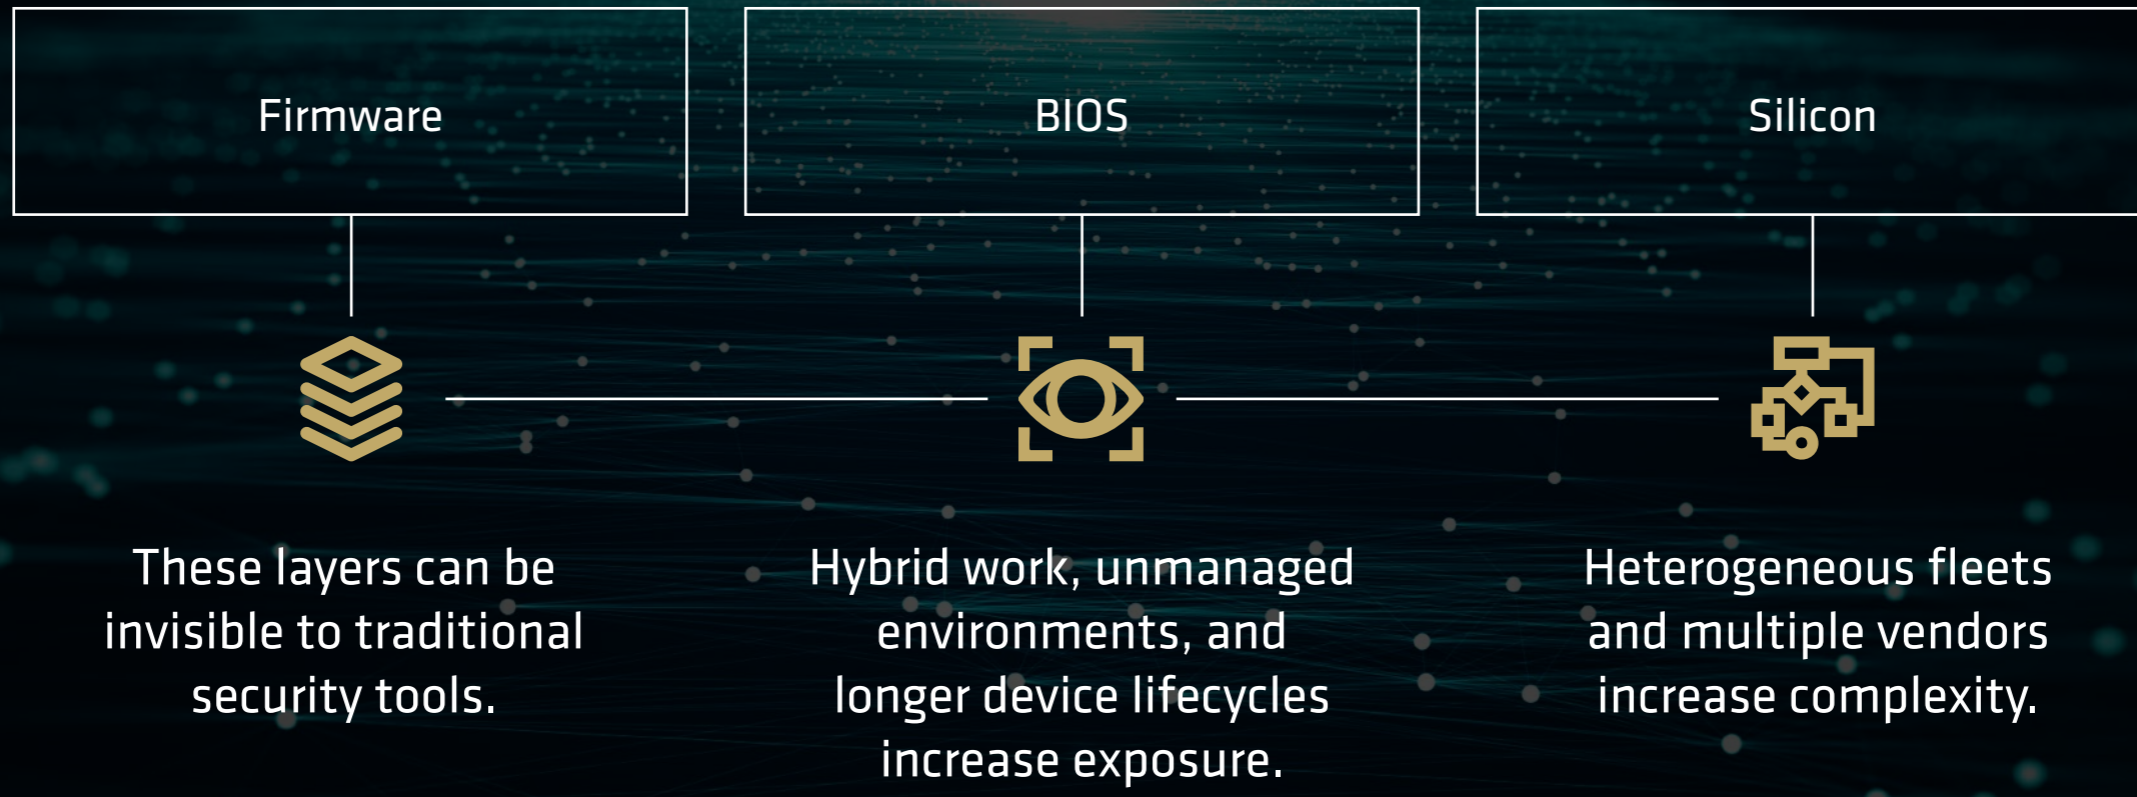 Firmware
BIOS
Silicon
These layers can be
invisible to traditional
security tools.
Hybrid work, unmanaged
environments, and
longer device lifecycles
increase exposure.
Heterogeneous fleets
and multiple vendors
increase complexity.